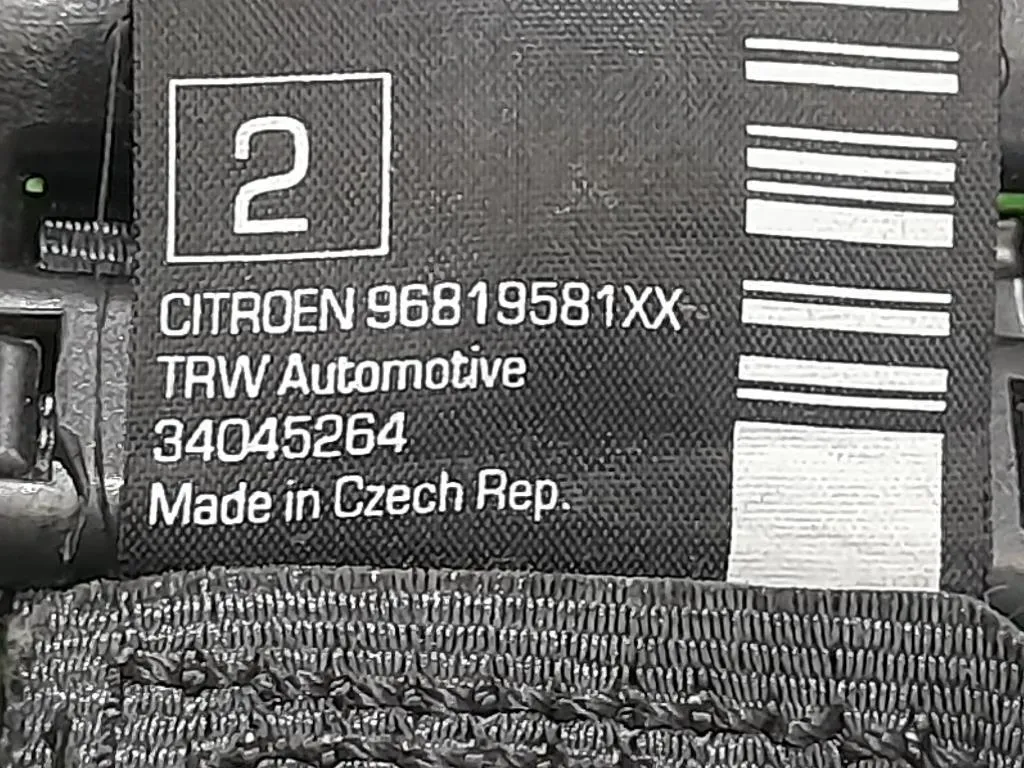 2
CITROEN 96819581XX
TRW Automotive
34045264
Made in Czech Rep.